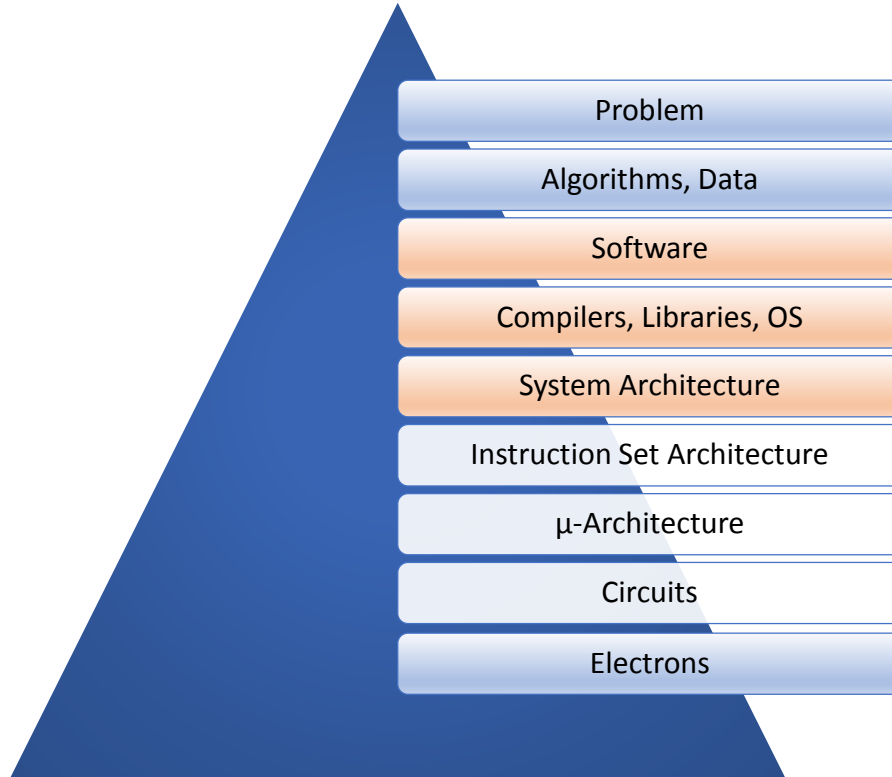 Problem
Algorithms, Data
Software
Compilers, Libraries, OS
System Architecture
Instruction Set Architecture
μ-Architecture
Circuits
Electrons